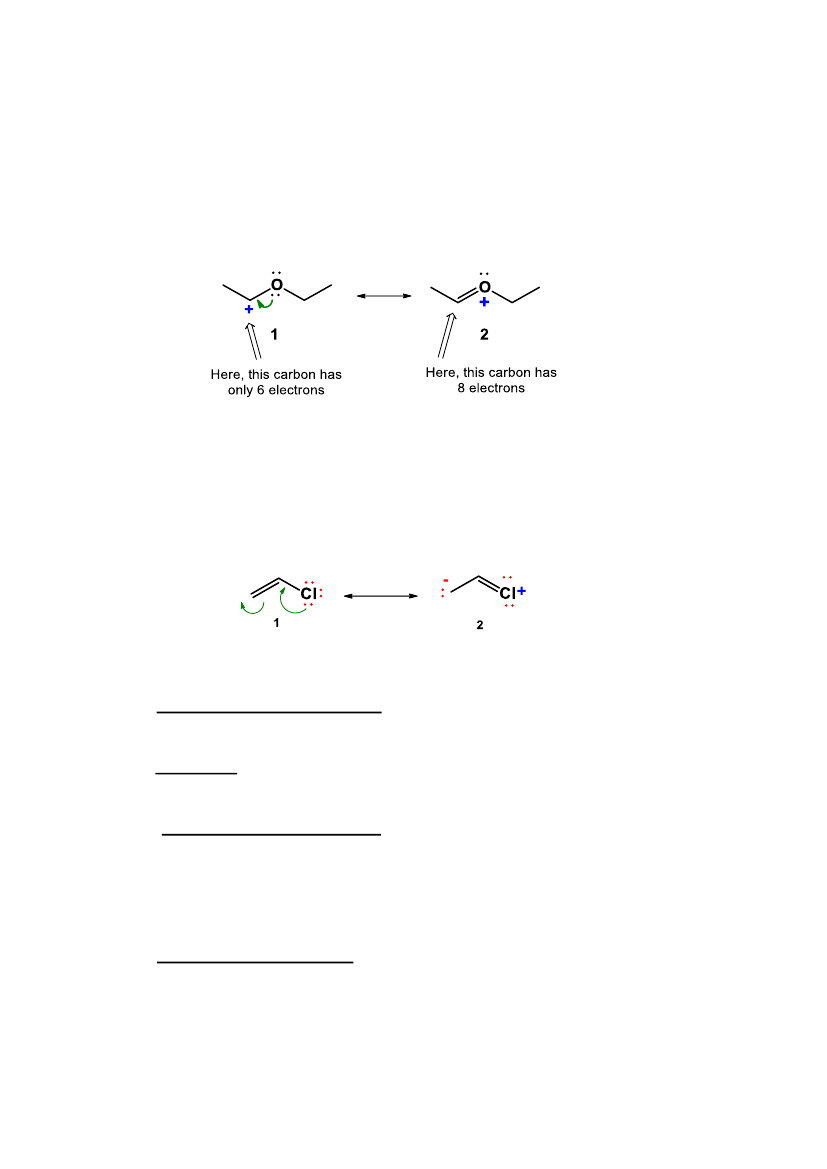 O
O
+
+
1
2
Here, this carbon has
only 6 electrons
Here, this carbon has
8 electrons
-
Cl
Cl+
1
2